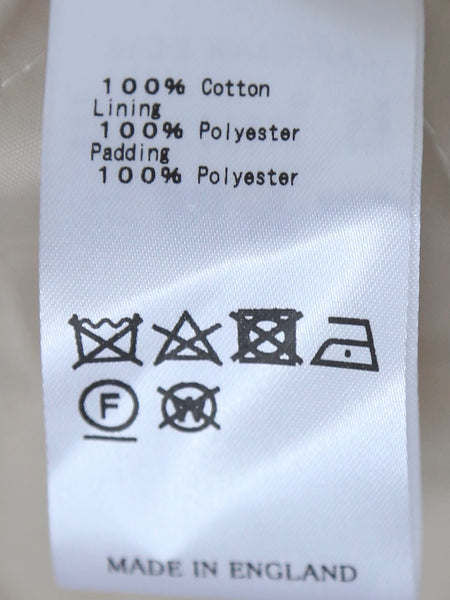 100% Cotton
Lining
100% Polyester
Padding
100% Polyester
F
W
MADE IN ENGLAND